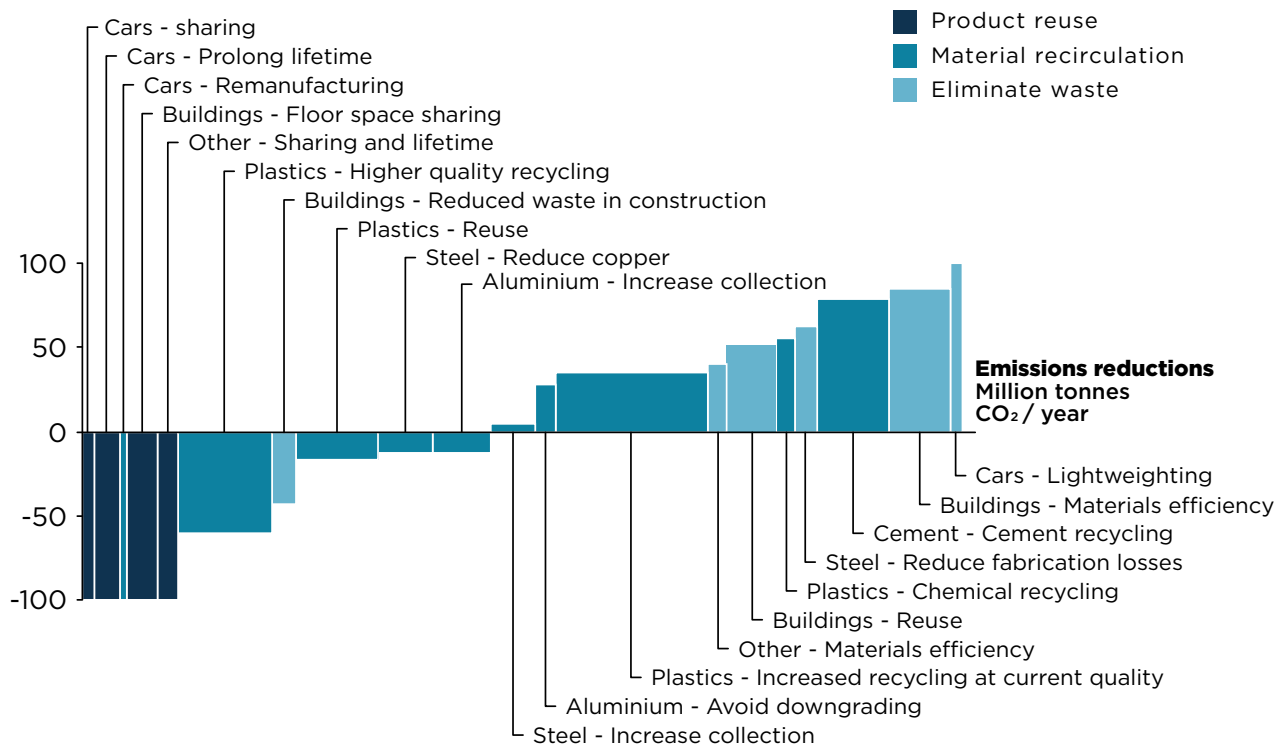 Cars - sharing
Cars - Prolong lifetime
Cars - Remanufacturing
Buildings - Floor space sharing
Other - Sharing and lifetime
Plastics - Higher quality recycling
Buildings - Reduced waste in construction
Plastics - Reuse
Steel - Reduce copper
Aluminium - Increase collection
Product reuse
Material recirculation
Eliminate waste
100
50
0
-50
-100
Emissions reductions
Million tonnes
CO₂ / year
Cars - Lightweighting
Buildings - Materials efficiency
Cement - Cement recycling
Steel - Reduce fabrication losses
Plastics - Chemical recycling
Buildings - Reuse
Other - Materials efficiency
Plastics - Increased recycling at current quality
Aluminium - Avoid downgrading
Steel - Increase collection